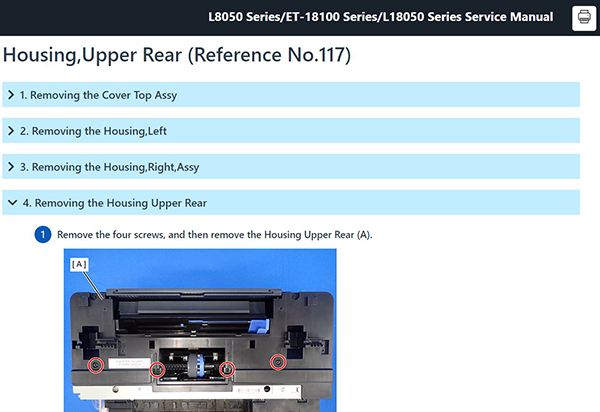 L8050 Series/ET-18100 Series/L18050 Series Service Manual
Housing,Upper Rear (Reference No.117)
1. Removing the Cover Top Assy
2. Removing the Housing,Left
3. Removing the Housing,Right,Assy
4. Removing the Housing Upper Rear
1 Remove the four screws, and then remove the Housing Upper Rear (A).
[A]